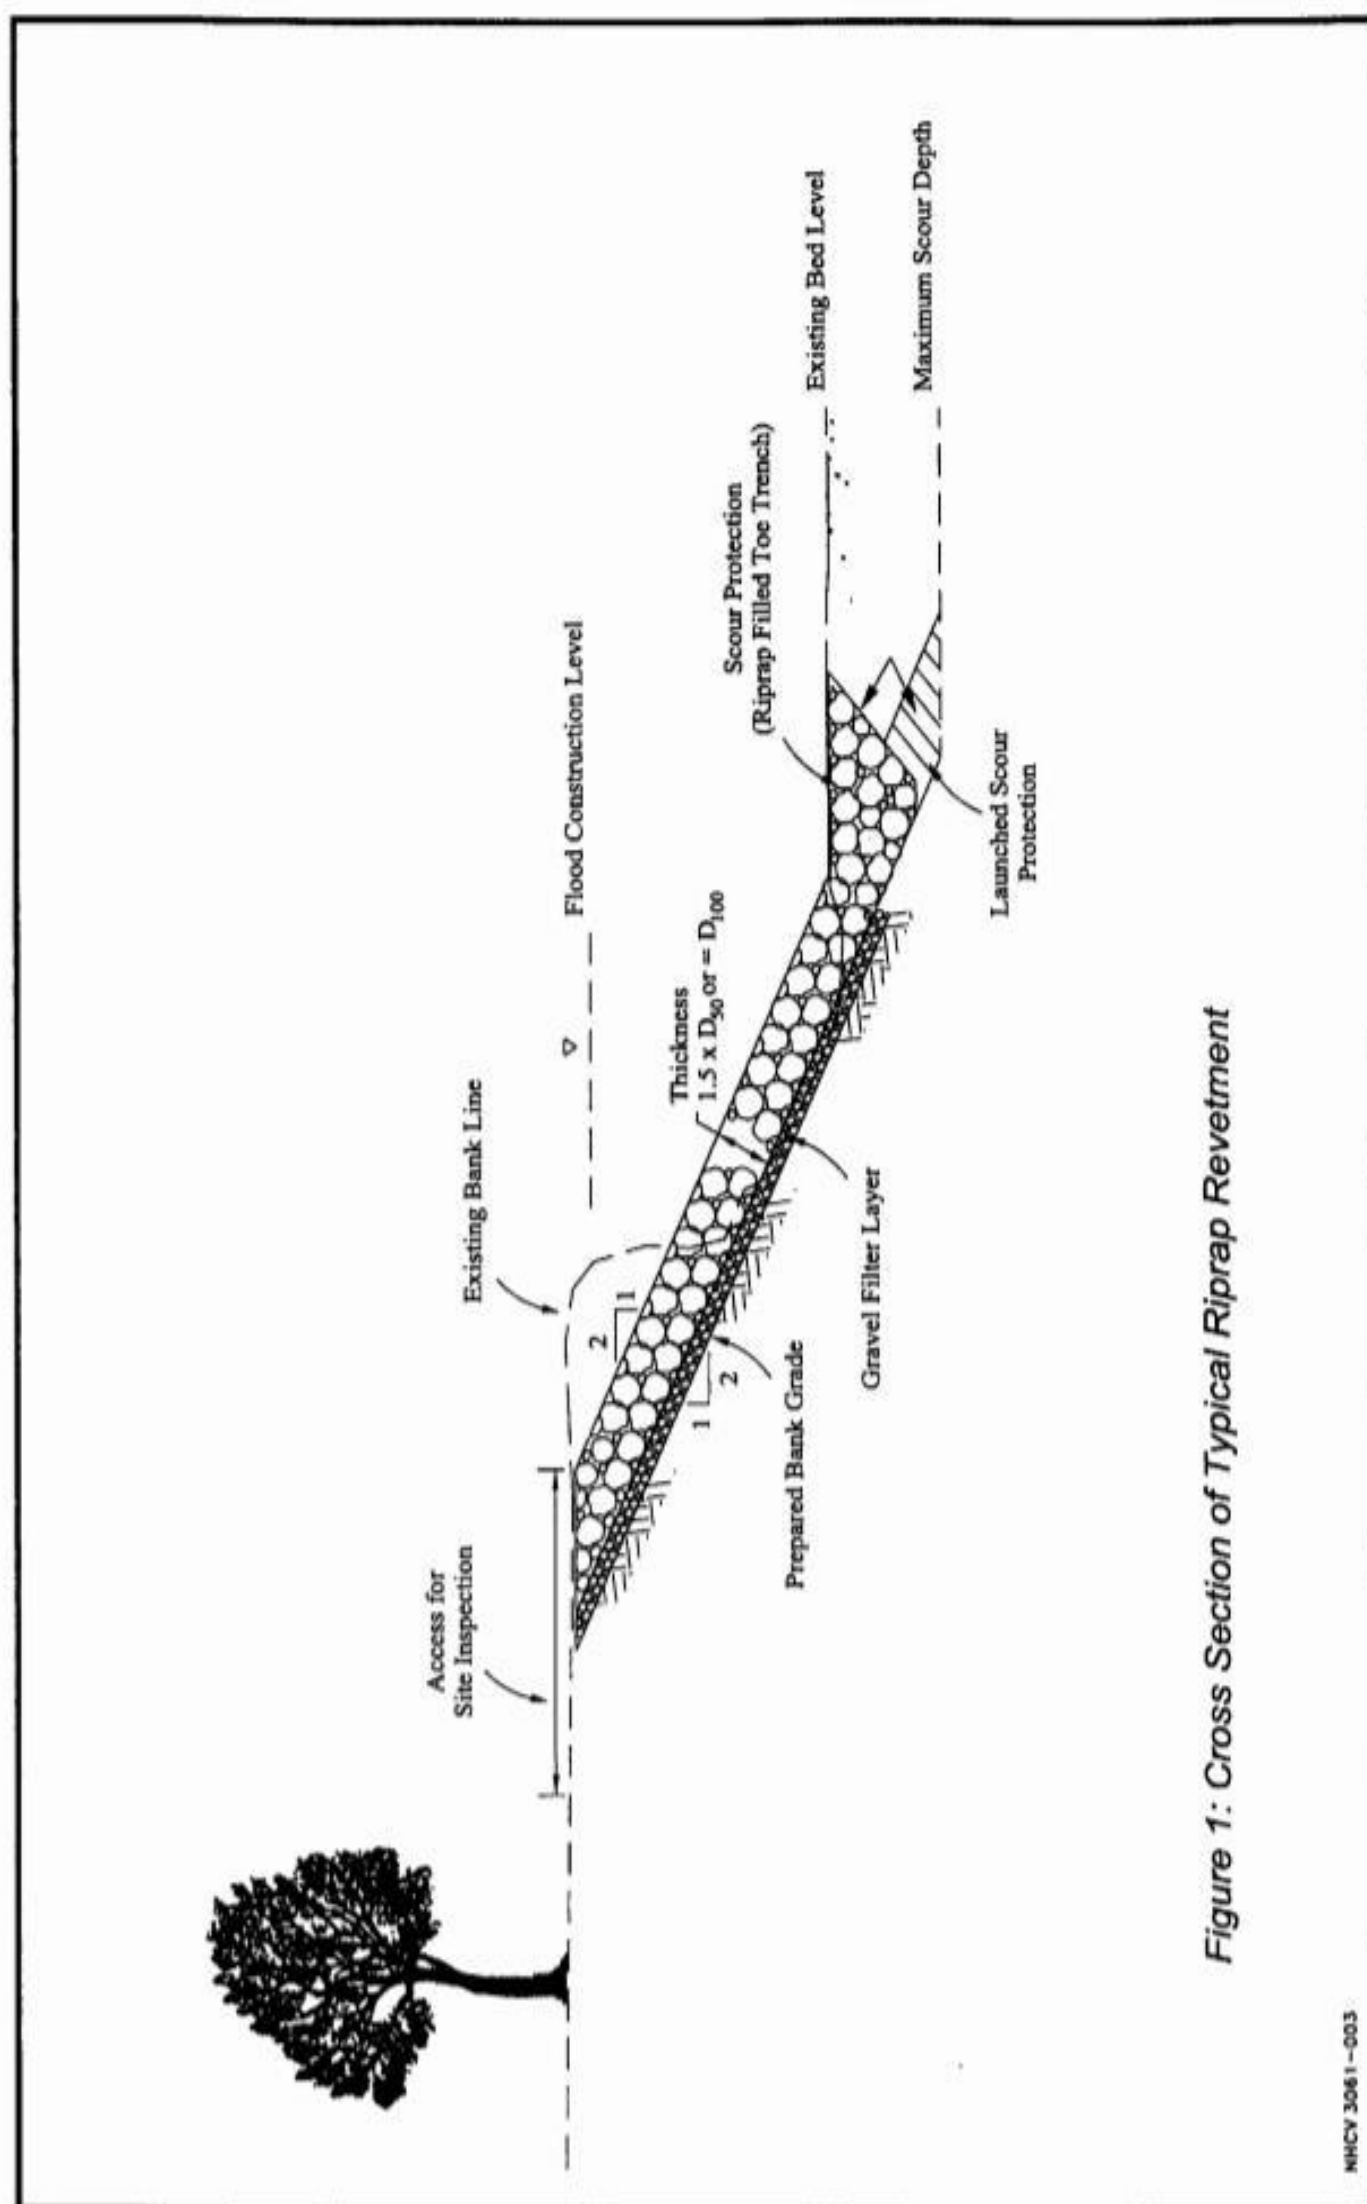 Access for
Site Inspection
Existing Bank Line
Flood Construction Level
2
1
Thickness
1.5 x D50 or = D100
Scour Protection
(Riprap Filled Toe Trench)
Existing Bed Level
Maximum Scour Depth
1
2
Prepared Bank Grade
Gravel Filter Layer
Launched Scour
Protection
Figure 1: Cross Section of Typical Riprap Revetment
NHCV 3061-003